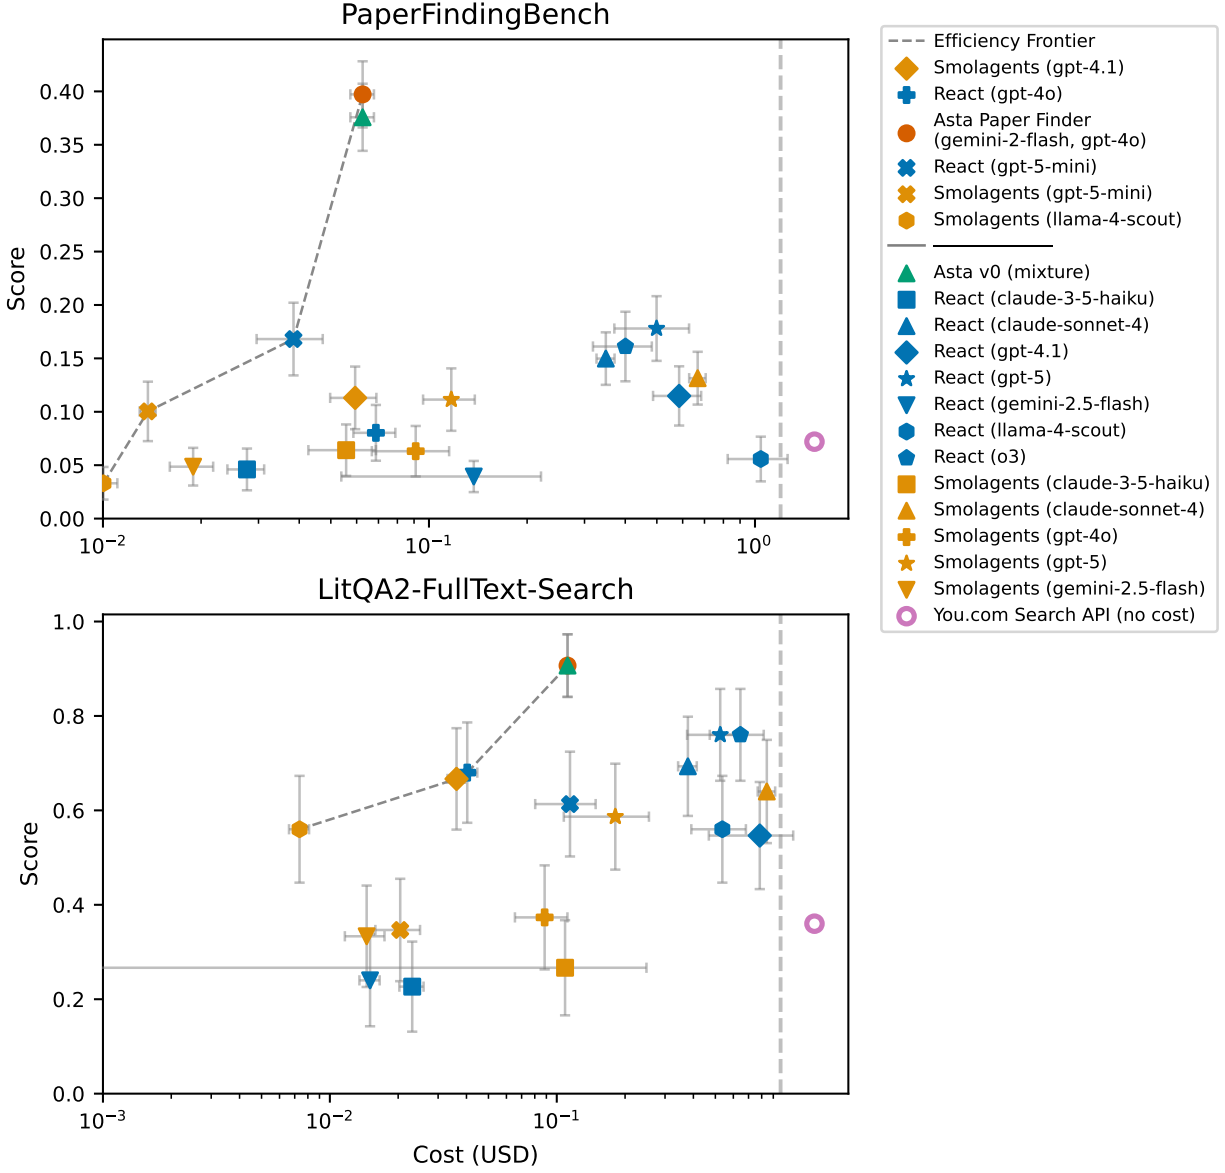 PaperFindingBench
0.40
0.35
0.30
0.25
0.20
0.15
0.10
0.05
0.00
Score
10⁻²
10⁻¹
10⁰
LitQA2-FullText-Search
1.0
0.8
0.6
0.4
0.2
0.0
Score
10⁻³
10⁻²
10⁻¹
Cost (USD)
Efficiency Frontier
Smolagents (gpt-4.1)
React (gpt-4o)
Asta Paper Finder
(gemini-2-flash, gpt-4o)
React (gpt-5-mini)
Smolagents (gpt-5-mini)
Smolagents (llama-4-scout)
Asta v0 (mixture)
React (claude-3-5-haiku)
React (claude-sonnet-4)
React (gpt-4.1)
React (gpt-5)
React (gemini-2.5-flash)
React (llama-4-scout)
React (o3)
Smolagents (claude-3-5-haiku)
Smolagents (claude-sonnet-4)
Smolagents (gpt-4o)
Smolagents (gpt-5)
Smolagents (gemini-2.5-flash)
You.com Search API (no cost)